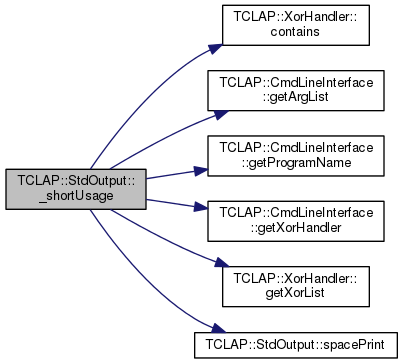 TCLAP::XorHandler::
contains
TCLAP::CmdLineInterface
::getArgList
TCLAP::CmdLineInterface
::getProgramName
TCLAP::StdOutput::
_shortUsage
TCLAP::CmdLineInterface
::getXorHandler
TCLAP::XorHandler::
getXorList
TCLAP::StdOutput::spacePrint